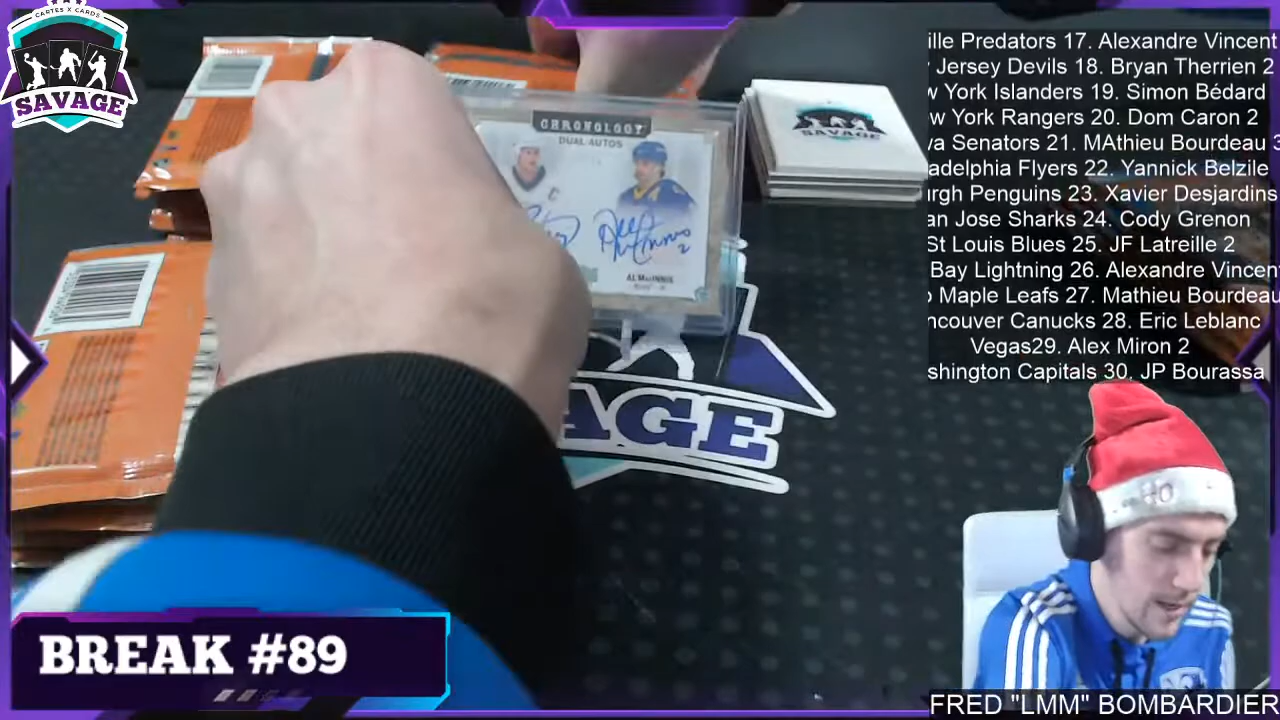 CARTES X CARDS
SAVAGE
CHRONOLOGY
DUAL AUTOS
C
AL MACINNIS
2
SAVAGE
AGE
ille Predators 17. Alexandre Vincent
Jersey Devils 18. Bryan Therrien 2
w York Islanders 19. Simon Bédard
w York Rangers 20. Dom Caron 2
va Senators 21. MAthieu Bourdeau 3
adelphia Flyers 22. Yannick Belzile
urgh Penguins 23. Xavier Desjardins
an Jose Sharks 24. Cody Grenon
St Louis Blues 25. JF Latreille 2
Bay Lightning 26. Alexandre Vincent
Maple Leafs 27. Mathieu Bourdeau
ncouver Canucks 28. Eric Leblanc
Vegas29. Alex Miron 2
shington Capitals 30. JP Bourassa
BREAK #89
FRED "LMM" BOMBARDIER